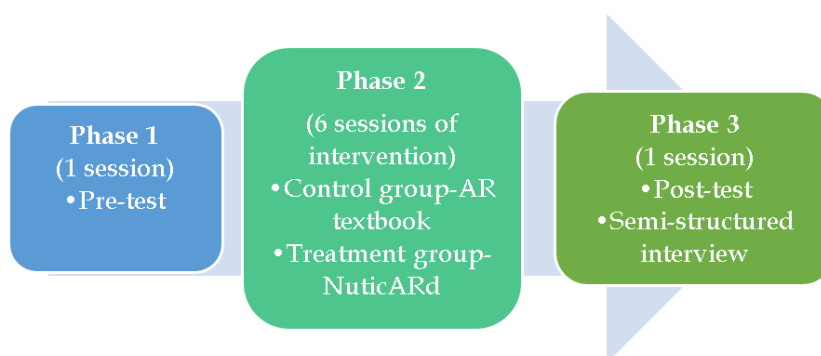 Phase 1
(1 session)
•Pre-test
Phase 2
(6 sessions of
intervention)
•Control group-AR
textbook
•Treatment group-
NuticARd
Phase 3
(1 session)
•Post-test
•Semi-structured
interview